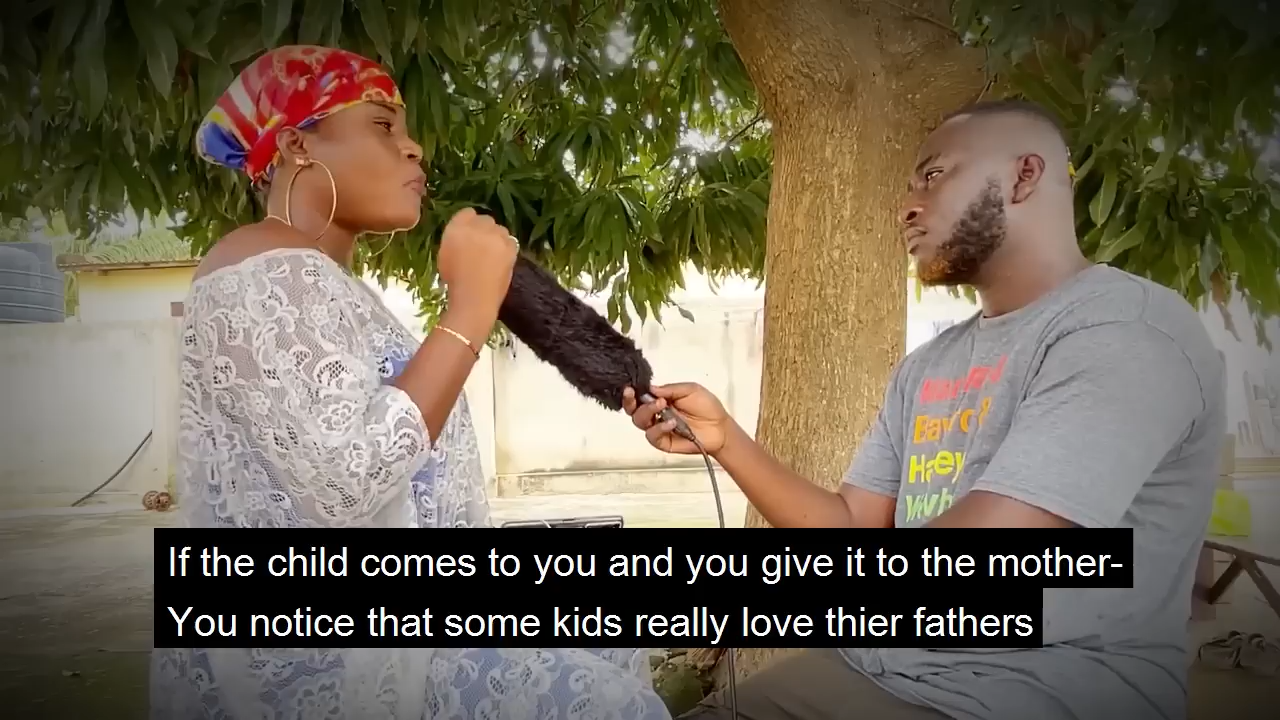 If the child comes to you and you give it to the mother-
You notice that some kids really love thier fathers